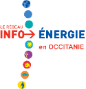 LE RÉSEAU
INFO→ÉNERGIE
en OCCITANIE